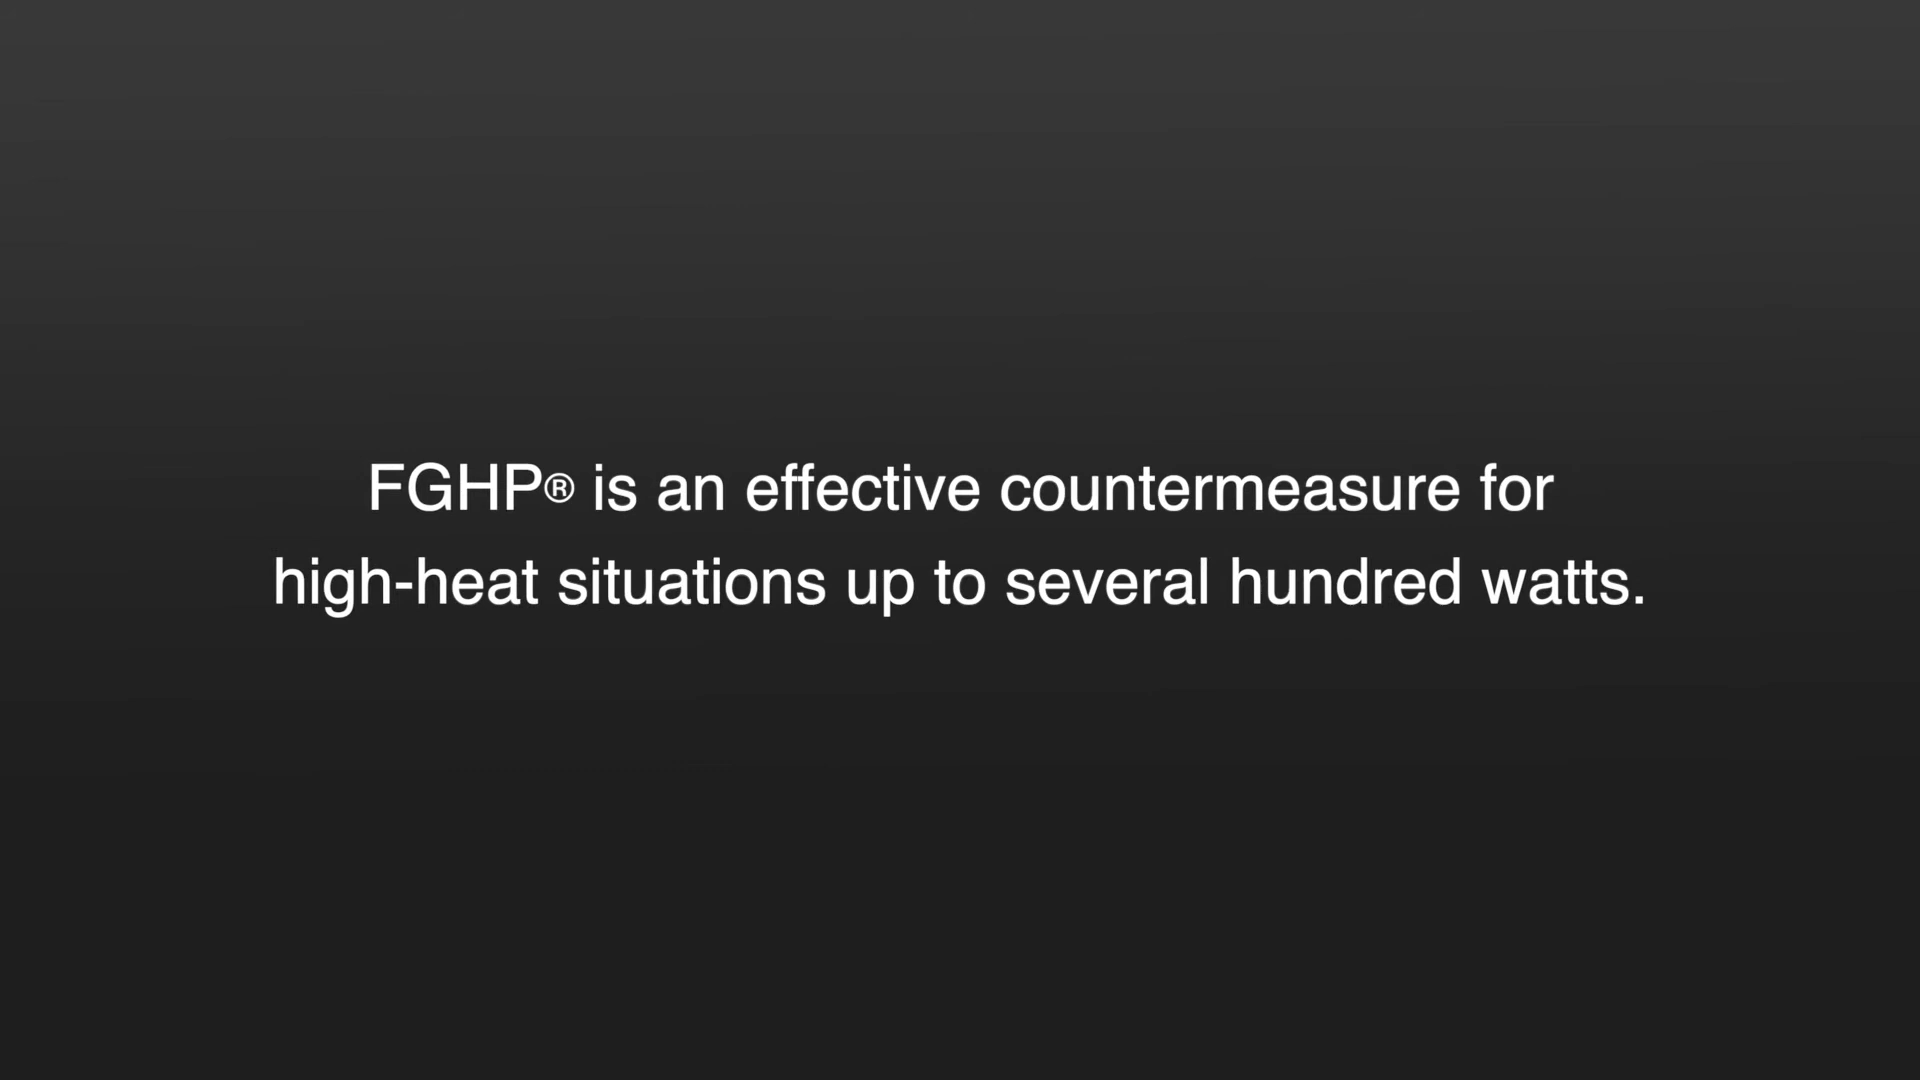 FGHP® is an effective countermeasure for
high-heat situations up to several hundred watts.